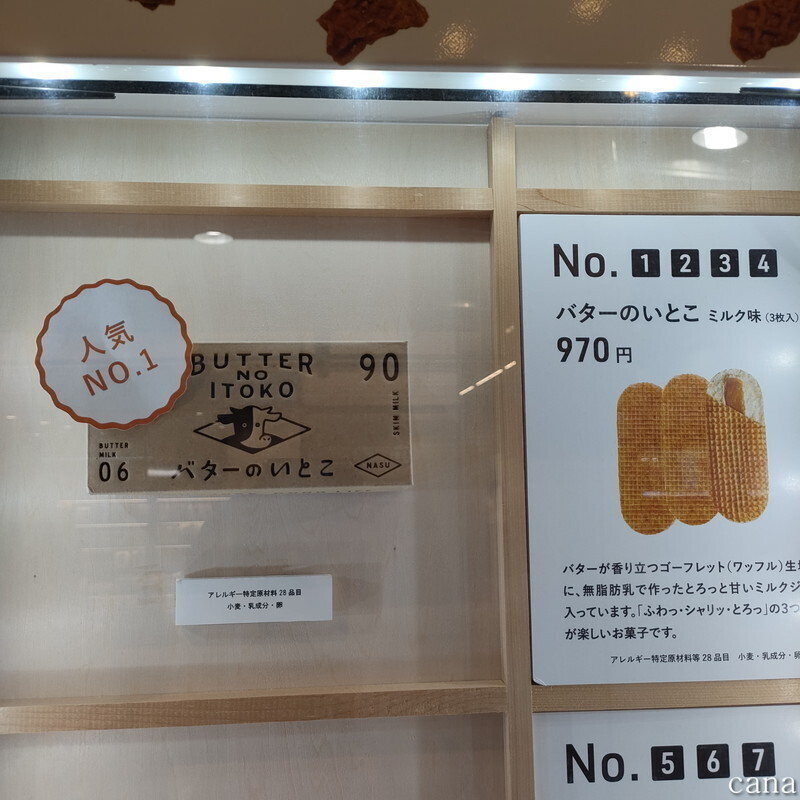 人気
NO.1
BUTTER
NO
ITOKO
90
SKIM MILK
BUTTER
MILK
06
バターのいとこ
NASU
アレルギー特定原材料28品目
小麦・乳成分・卵
No. 1 2 3 4
バターのいとこ ミルク味(3枚入)
970円
バターが香り立つゴーフレット(ワッフル)生
に、無脂肪乳で作ったとろっと甘いミルクジ
入っています。「ふわっ・シャリッ・とろっ」の3つ
が楽しいお菓子です。
アレルギー特定原材料等28品目 小麦・乳成分・卵
No. 5 6 7
cana